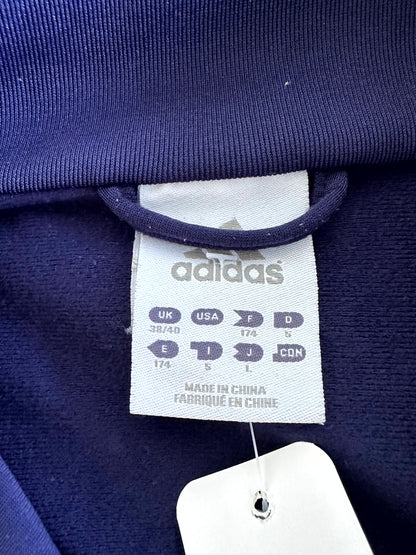 adidas
UK USA F D
38/40 174 5
E I J CDN
174 5 L
MADE IN CHINA
FABRIQUÉ EN CHINE